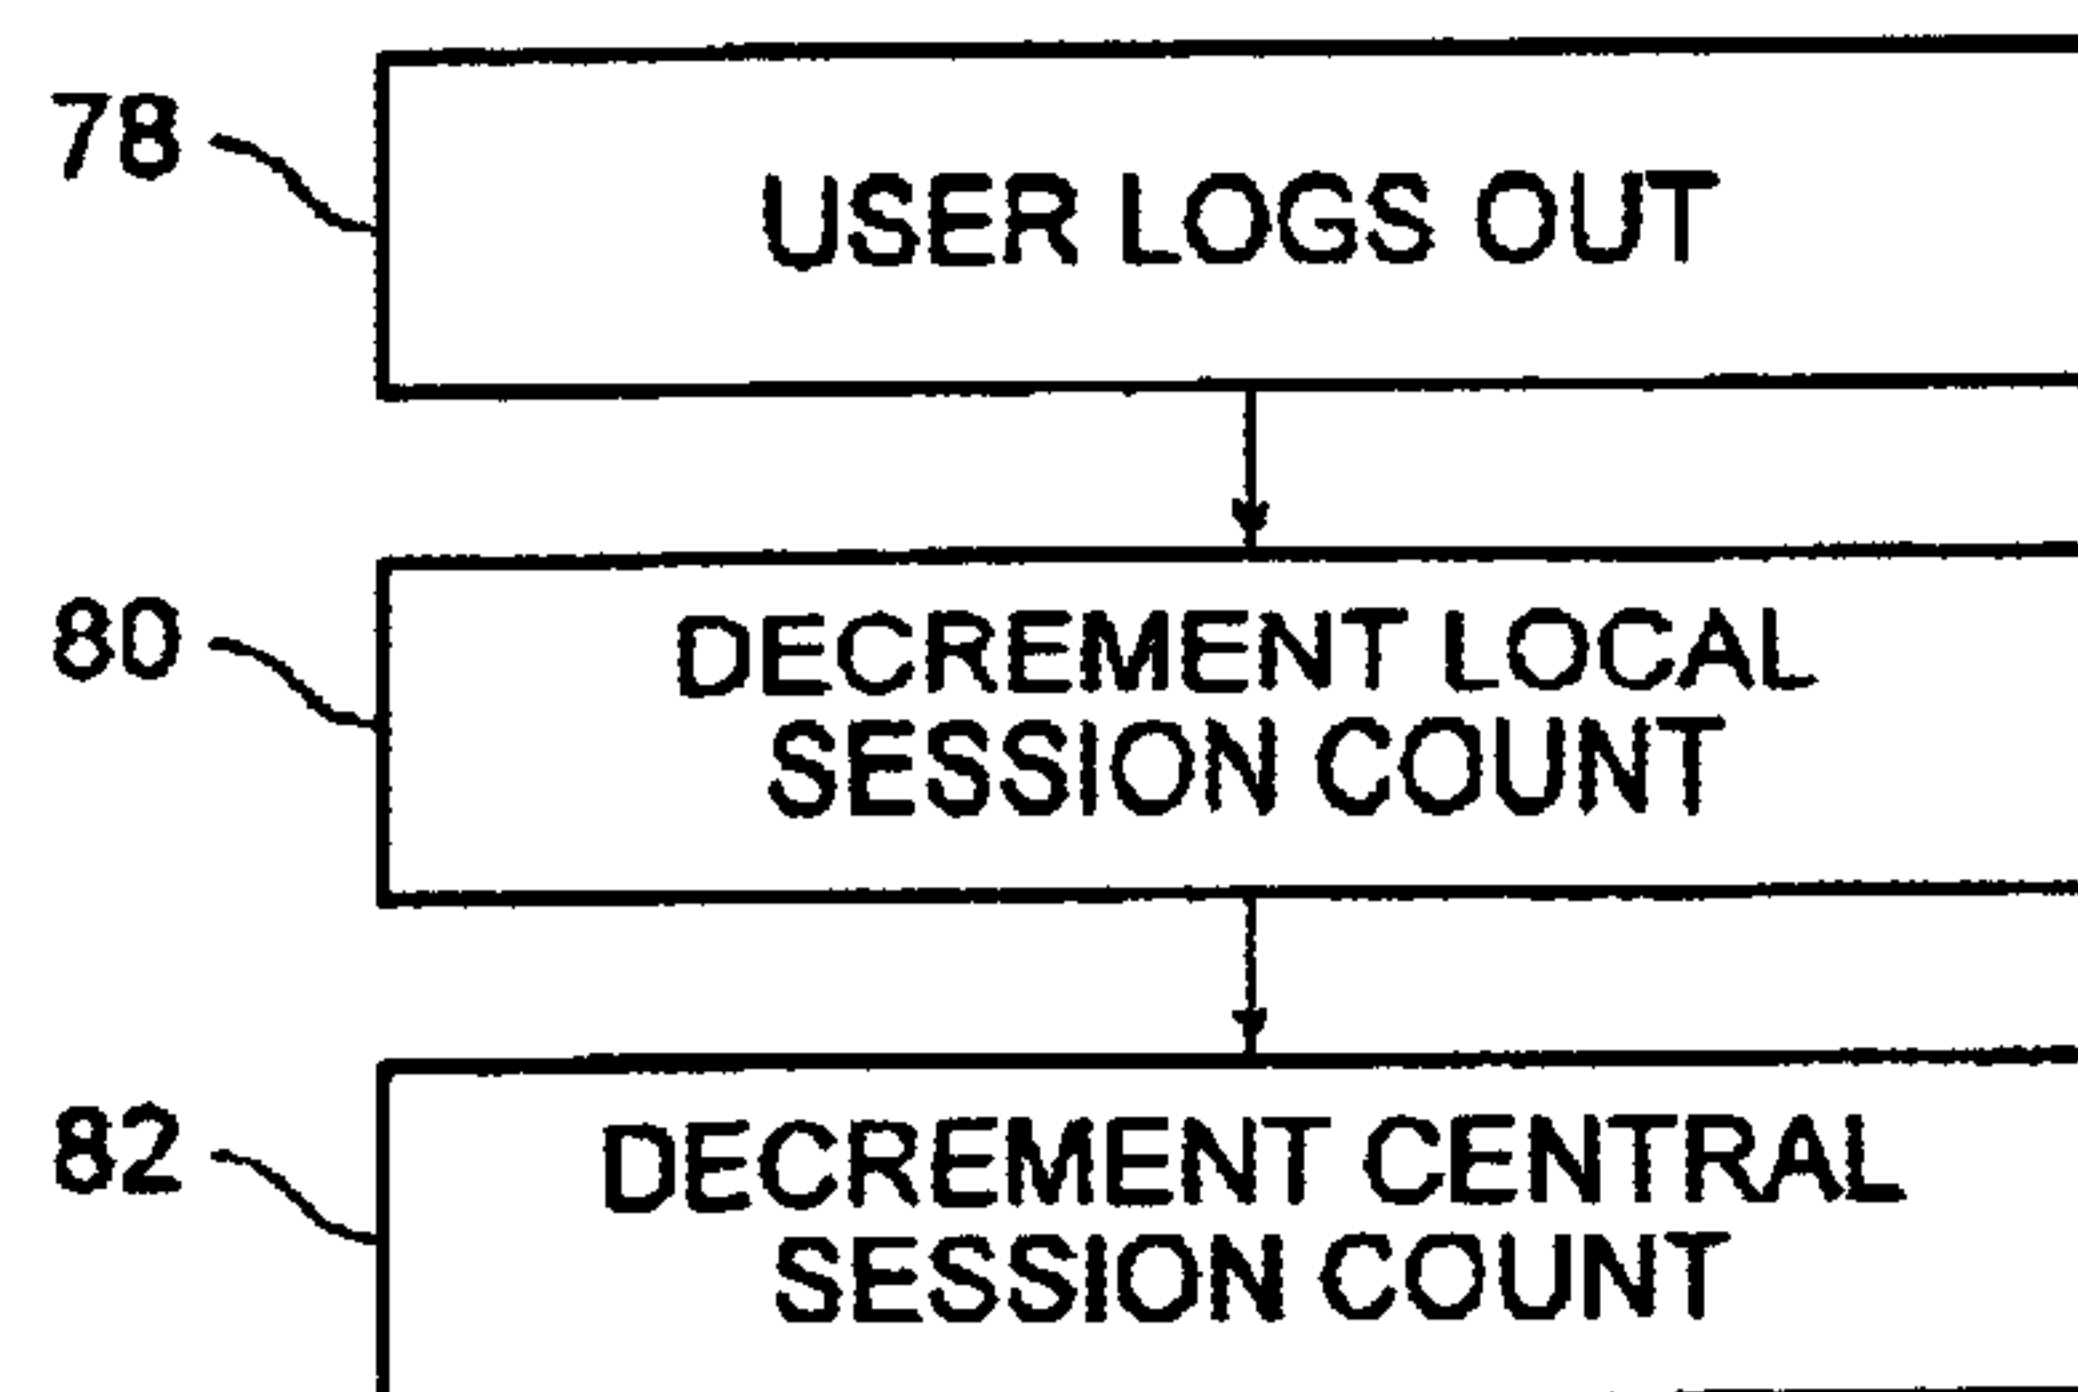 78
USER LOGS OUT
80
DECREMENT LOCAL
SESSION COUNT
82
DECREMENT CENTRAL
SESSION COUNT